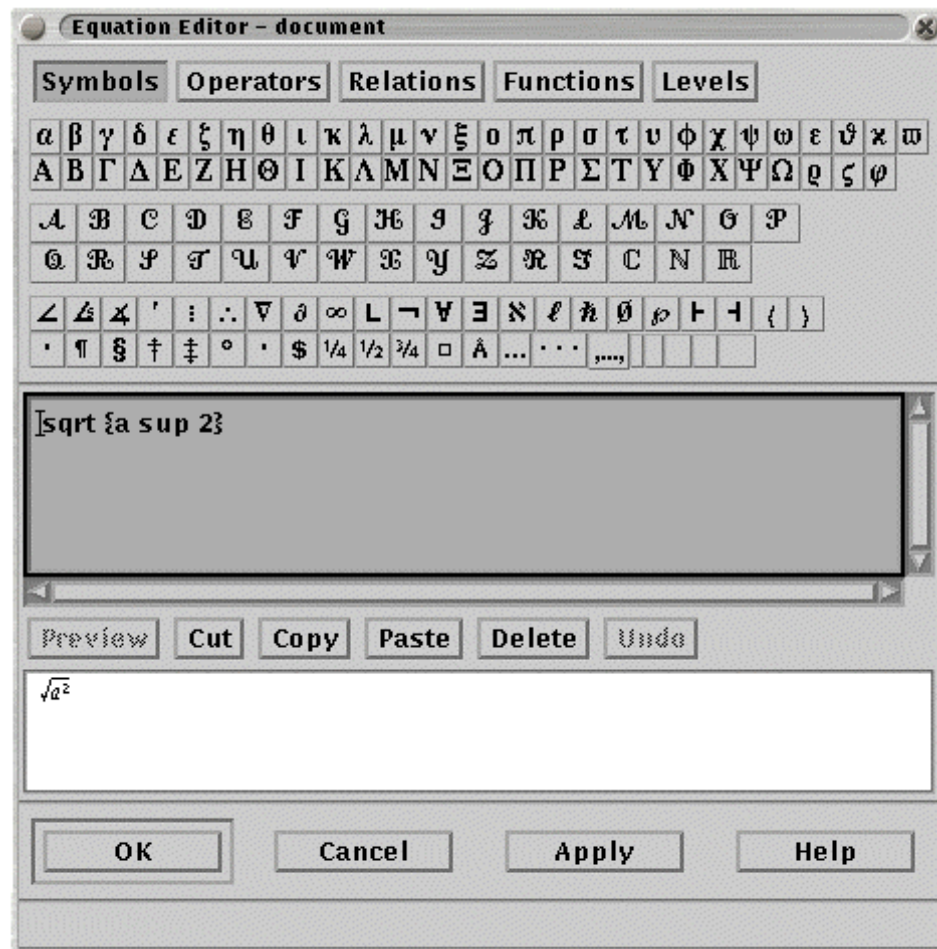 Equation Editor – document
Symbols Operators Relations Functions Levels
α β γ δ ϵ ζ η θ ι κ λ μ ν ξ ο π ρ σ τ υ ϕ χ ψ ω ε ϑ ϰ ϖ
Α Β Γ Δ Ε Ζ Η Θ Ι Κ Λ Μ Ν Ξ Ο Π Ρ Σ Τ Υ Φ Χ Ψ Ω ϱ ς φ
𝒜 ℬ 𝒞 𝒟 ℰ ℱ 𝒢 ℋ ℐ 𝒥 𝒦 ℒ ℳ 𝒩 𝒪 𝒫
𝒬 ℛ 𝒮 𝒯 𝒰 𝒱 𝒲 𝒳 𝒴 𝒵 ℜ ℑ ℂ ℕ ℝ
∠ ∡ ′ ⋮ ∴ ∇ ∂ ∞ ∟ ¬ ∀ ∃ ℵ ℓ ℏ Ø ℘ ⊢ ⊣ { }
· ¶ § † ‡ ° · $ 1/4 1/2 3/4 □ Å … ··· ,...,
sqrt {a sup 2}
Preview Cut Copy Paste Delete Undo
√a²
OK Cancel Apply Help